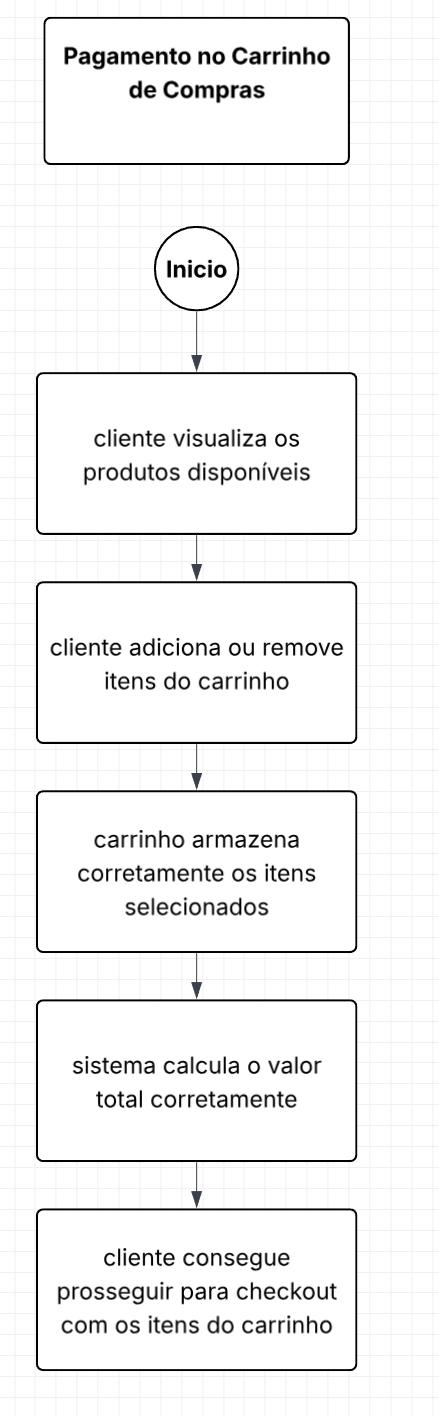 Pagamento no Carrinho
de Compras
Inicio
cliente visualiza os
produtos disponíveis
cliente adiciona ou remove
itens do carrinho
carrinho armazena
corretamente os itens
selecionados
sistema calcula o valor
total corretamente
cliente consegue
prosseguir para checkout
com os itens do carrinho